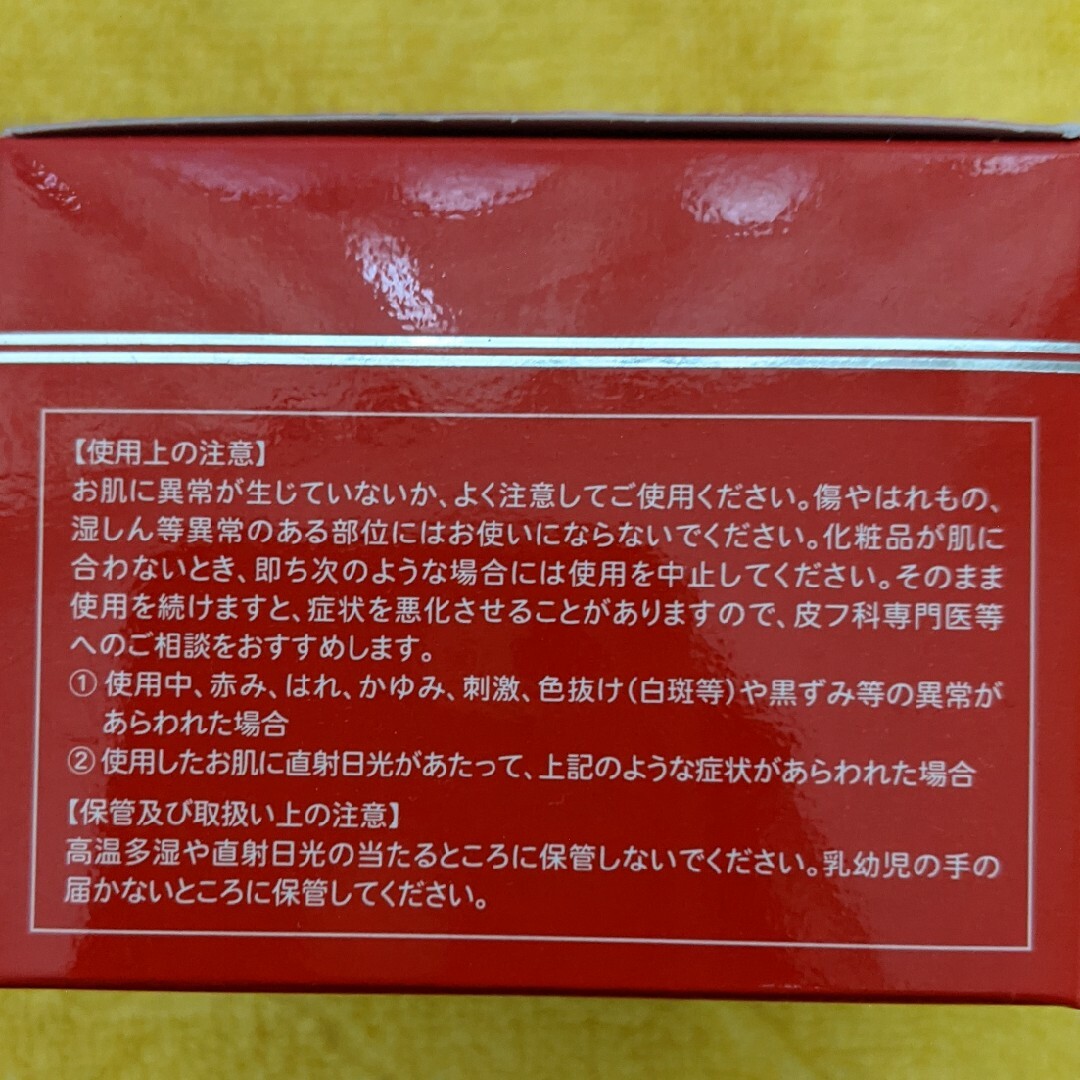 【使用上の注意】
お肌に異常が生じていないか、よく注意してご使用ください。傷やはれもの、
湿しん等異常のある部位にはお使いにならないでください。化粧品が肌に
合わないとき、即ち次のような場合には使用を中止してください。そのまま
使用を続けますと、症状を悪化させることがありますので、皮フ科専門医等
へのご相談をおすすめします。
① 使用中、赤み、はれ、かゆみ、刺激、色抜け(白斑等)や黒ずみ等の異常が
あらわれた場合
② 使用したお肌に直射日光があたって、上記のような症状があらわれた場合
【保管及び取扱い上の注意】
高温多湿や直射日光の当たるところに保管しないでください。乳幼児の手の
届かないところに保管してください。